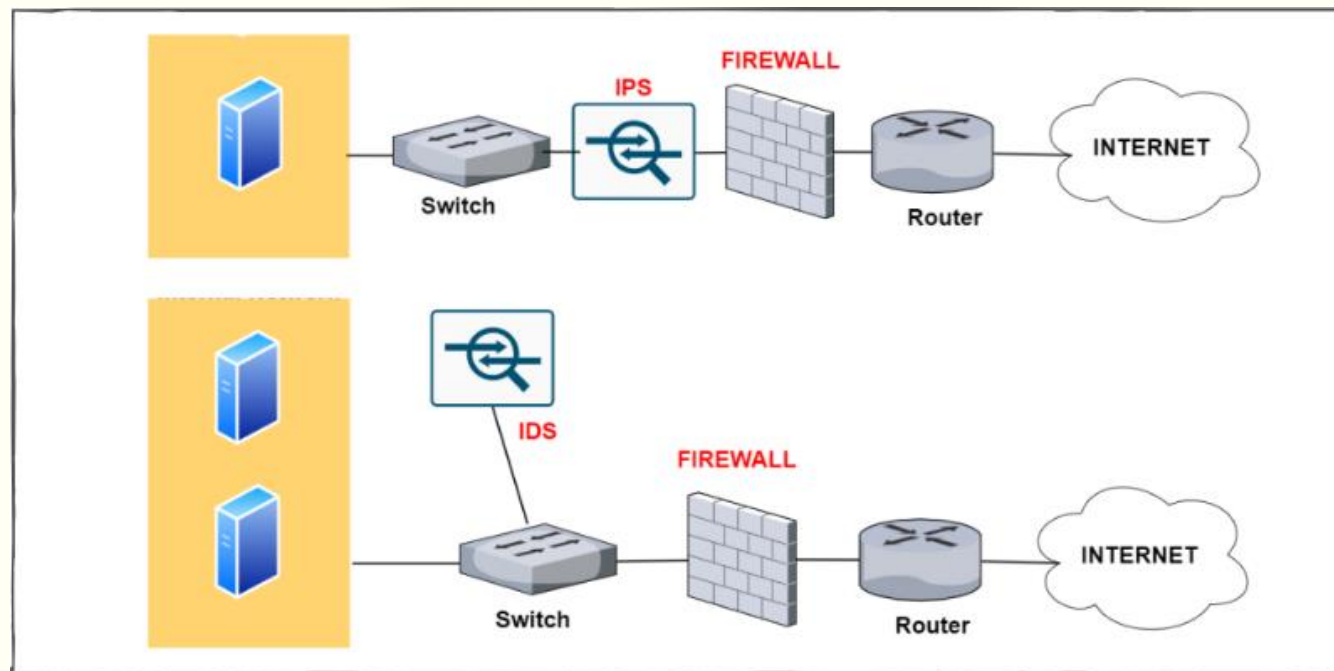 FIREWALL
IPS
INTERNET
Switch
Router
IDS
FIREWALL
INTERNET
Switch
Router